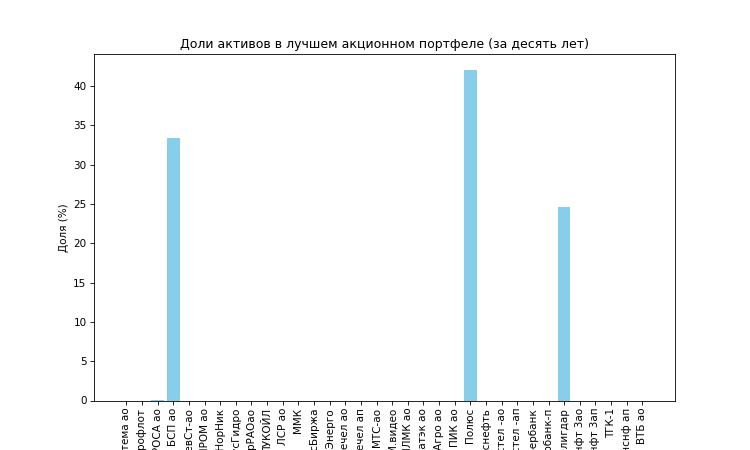 Доли активов в лучшем акционном портфеле (за десять лет)
Доля (%)
40
35
30
25
20
15
10
5
0
тема ао
рофлот
РОСА ао
БСП ао
евСт-ао
ПРОМ ао
НорНик
сГидро
рРАОао
ЛУКОЙЛ
ЛСР ао
ММК
сБиржа
Энерго
ечел ао
ечел ап
МТС-ао
М.видео
ЛМК ао
атэк ао
Агро ао
ПИК ао
Полюс
снефть
стел -ао
стел -ап
ербанк
рбанк-п
лигдар
нфт 3ао
нфт 3ап
ТГК-1
нснф ап
ВТБ ао